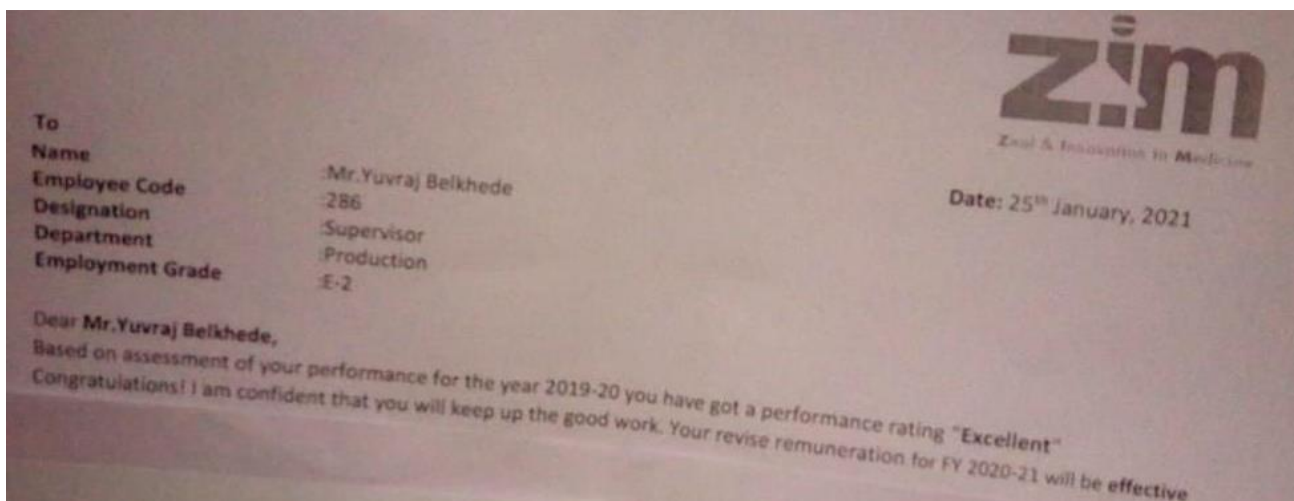 zim
Zeal & Innovation in Medicine
Date: 25th January, 2021
To
Name :Mr.Yuvraj Belkhede
Employee Code :286
Designation :Supervisor
Department :Production
Employment Grade :E-2
Dear Mr.Yuvraj Belkhede,
Based on assessment of your performance for the year 2019-20 you have got a performance rating "Excellent"
Congratulations! I am confident that you will keep up the good work. Your revise remuneration for FY 2020-21 will be effective